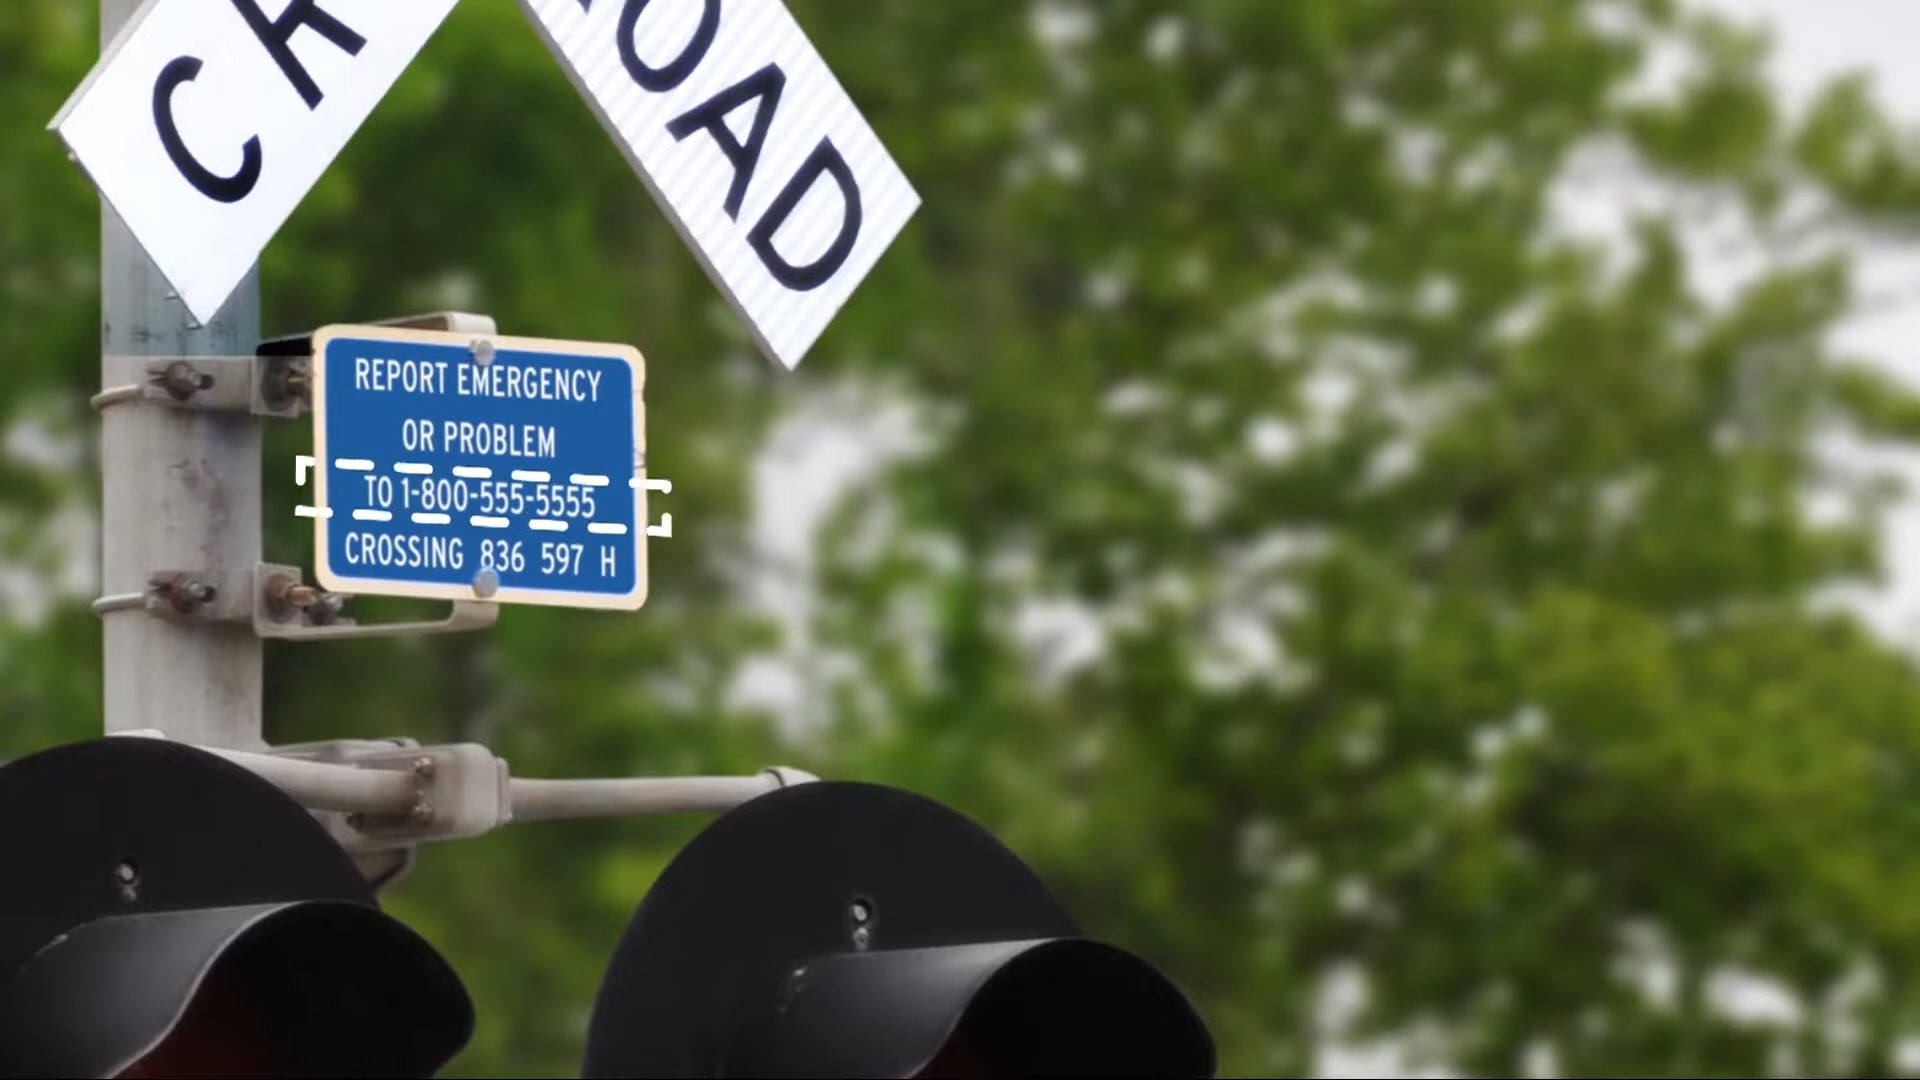 CR
OAD
REPORT EMERGENCY
OR PROBLEM
TO 1-800-555-5555
CROSSING 836 597 H